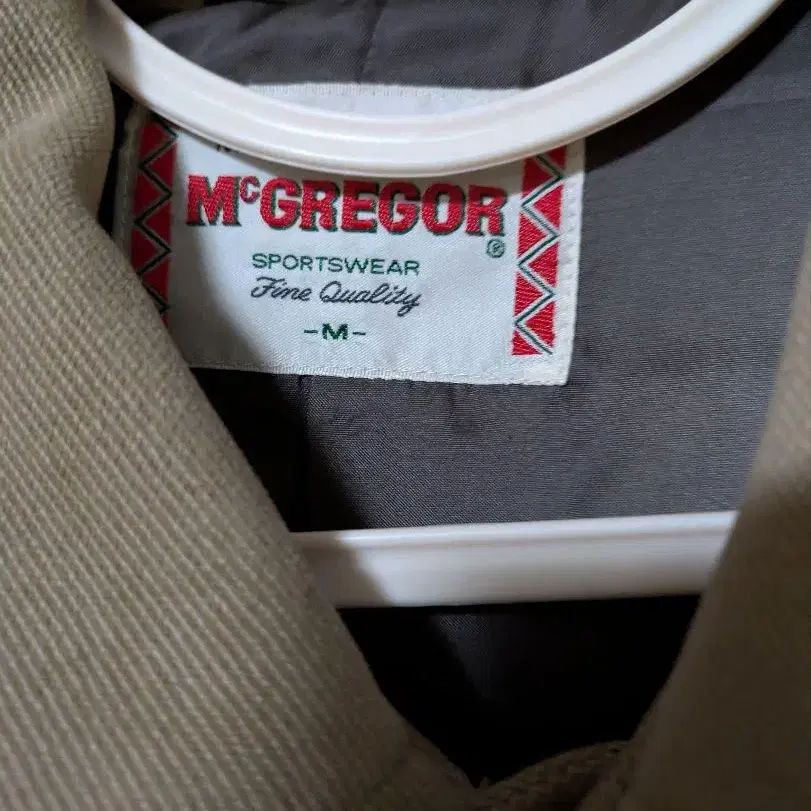 McGREGOR
®
SPORTSWEAR
Fine Quality
-M-